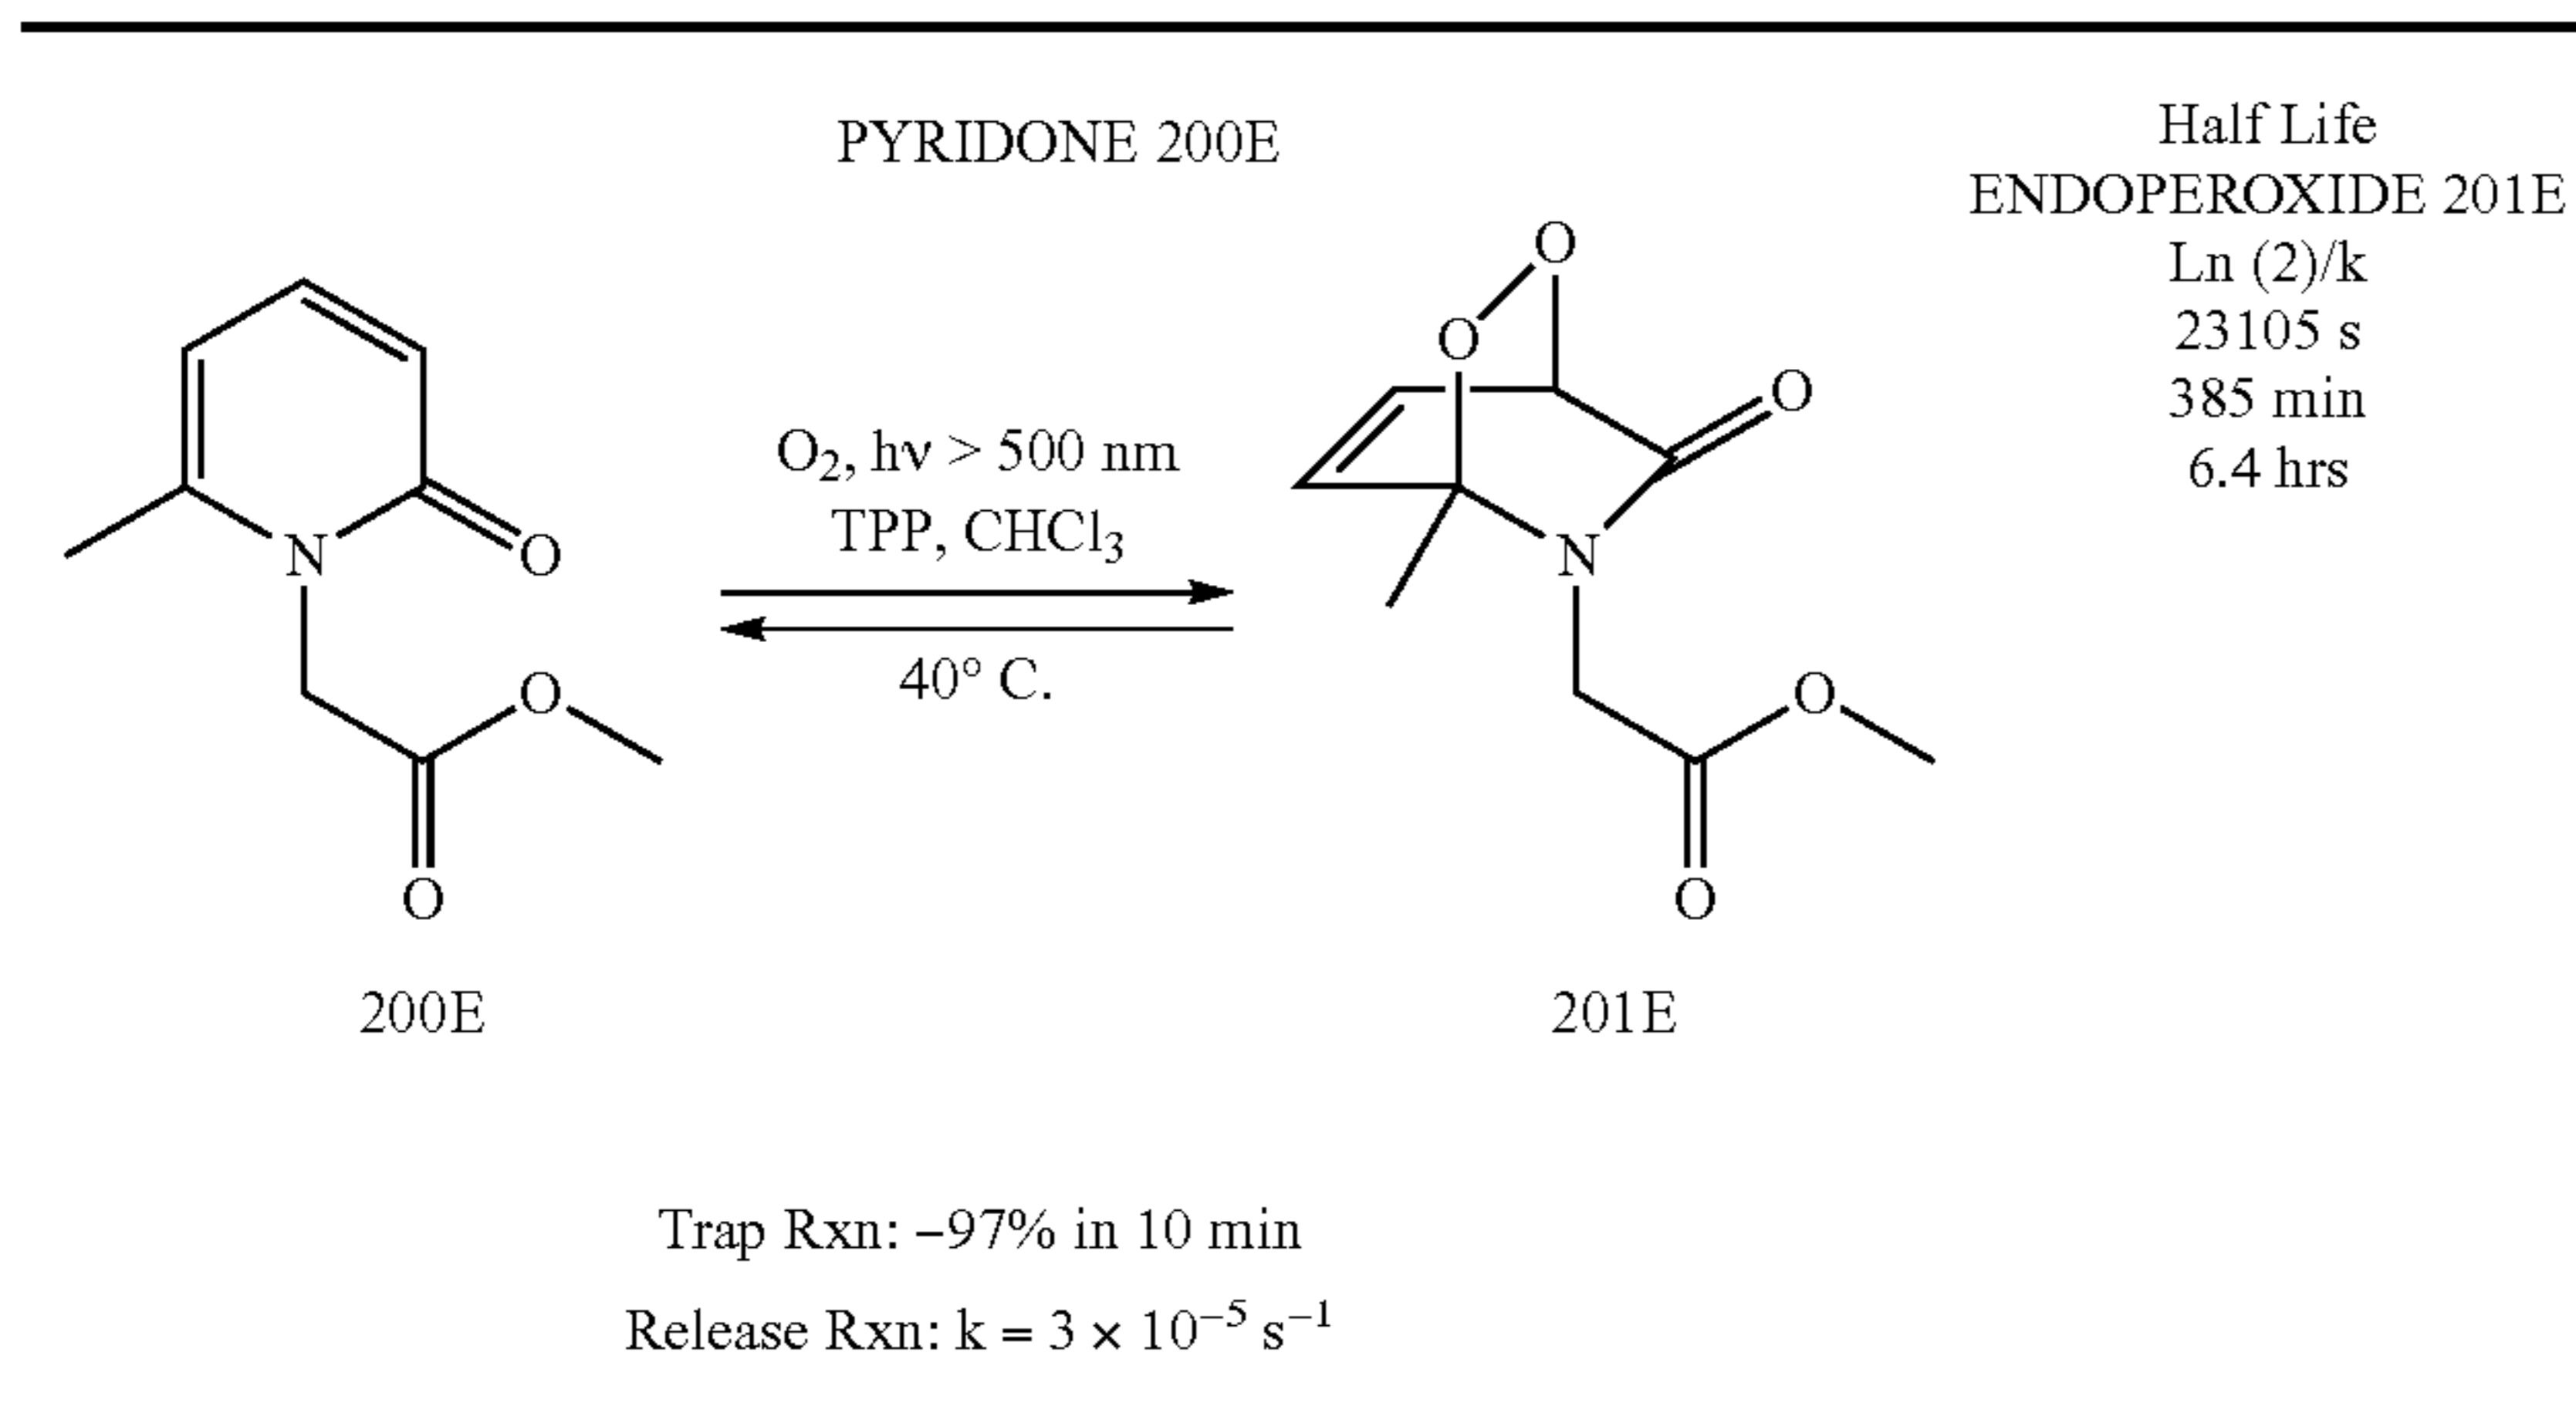 PYRIDONE 200E
Half Life
ENDOPEROXIDE 201E
Ln (2)/k
23105 s
385 min
6.4 hrs
N
O
O
O
O₂, hν > 500 nm
TPP, CHCl₃
40° C.
O
O
O
N
O
O
200E
201E
Trap Rxn: –97% in 10 min
Release Rxn: k = 3 × 10⁻⁵ s⁻¹